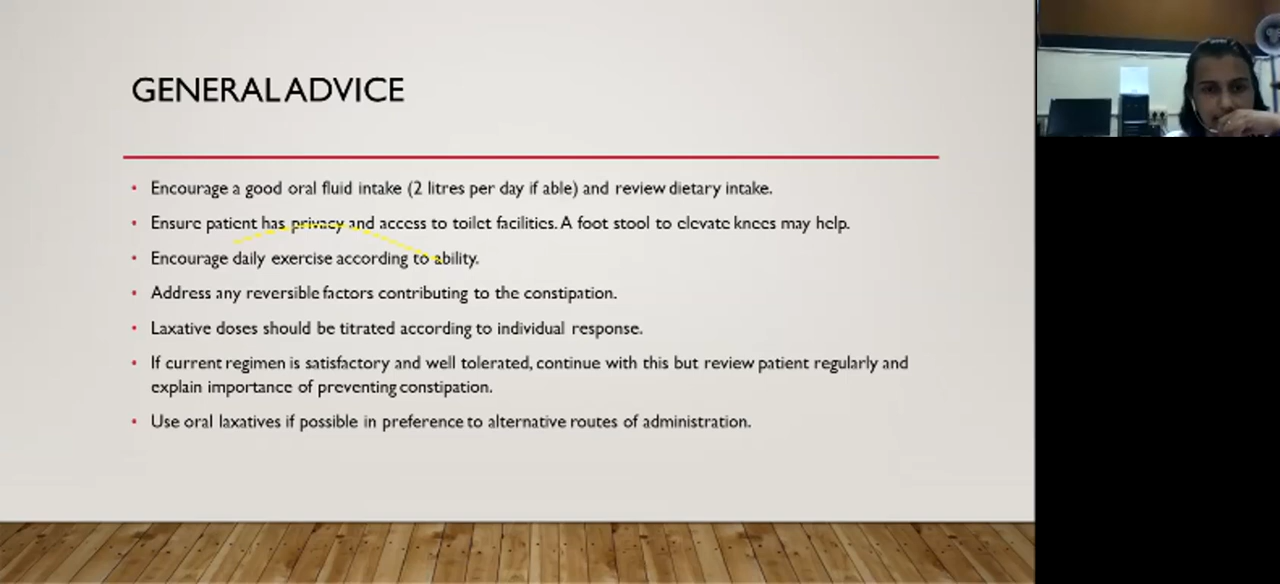 GENERAL ADVICE
• Encourage a good oral fluid intake (2 litres per day if able) and review dietary intake.
• Ensure patient has privacy and access to toilet facilities. A foot stool to elevate knees may help.
• Encourage daily exercise according to ability.
• Address any reversible factors contributing to the constipation.
• Laxative doses should be titrated according to individual response.
• If current regimen is satisfactory and well tolerated, continue with this but review patient regularly and
explain importance of preventing constipation.
• Use oral laxatives if possible in preference to alternative routes of administration.